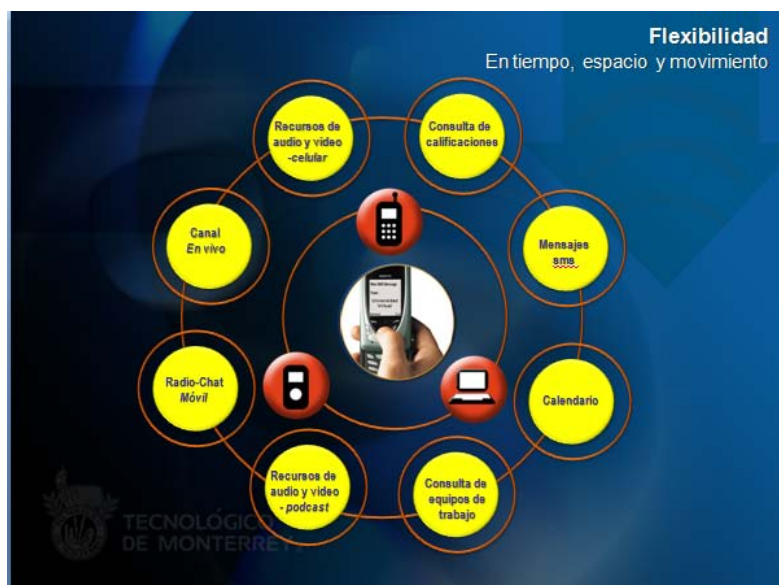 Flexibilidad
En tiempo, espacio y movimiento
Recursos de
audio y video
-celular
Consulta de
calificaciones
Canal
En vivo
Mensajes
sms
Radio-Chat
Móvil
Calendario
Recursos de
audio y video
- podcast
Consulta de
equipos de
trabajo
TECNOLÓGICO
DE MONTERREY